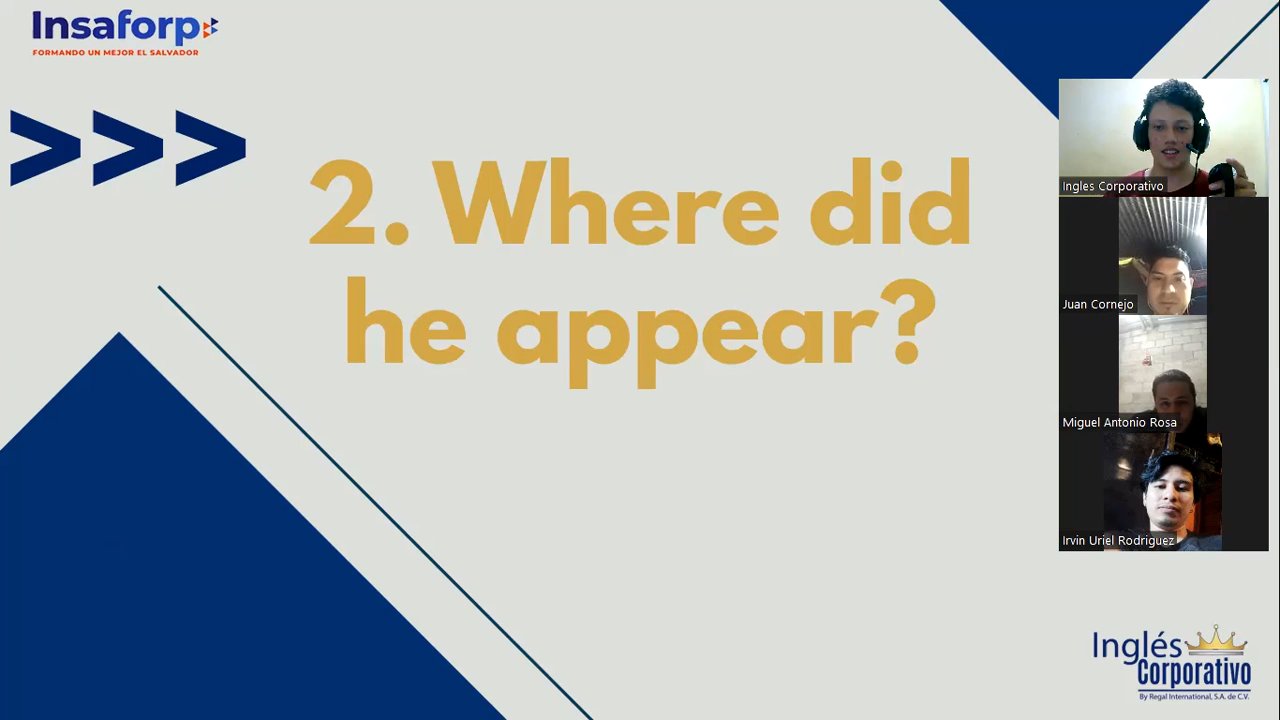 Insaforp
FORMANDO UN MEJOR EL SALVADOR
>>>
2. Where did
he appear?
Ingles Corporativo
Juan Cornejo
Miguel Antonio Rosa
Irvin Uriel Rodriguez
Inglés
Corporativo
By Regal International, S.A. de C.V.